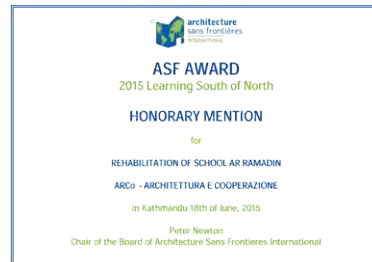 architecture
sans frontières
INTERNATIONAL
ASF AWARD
2015 Learning South of North
HONORARY MENTION
for
REHABILITATION OF SCHOOL AR RAMADIN
ARCò - ARCHITETTURA E COOPERAZIONE
in Kathmandu 18th of June, 2015
Peter Newton
Chair of the Board of Architecture Sans Frontieres International